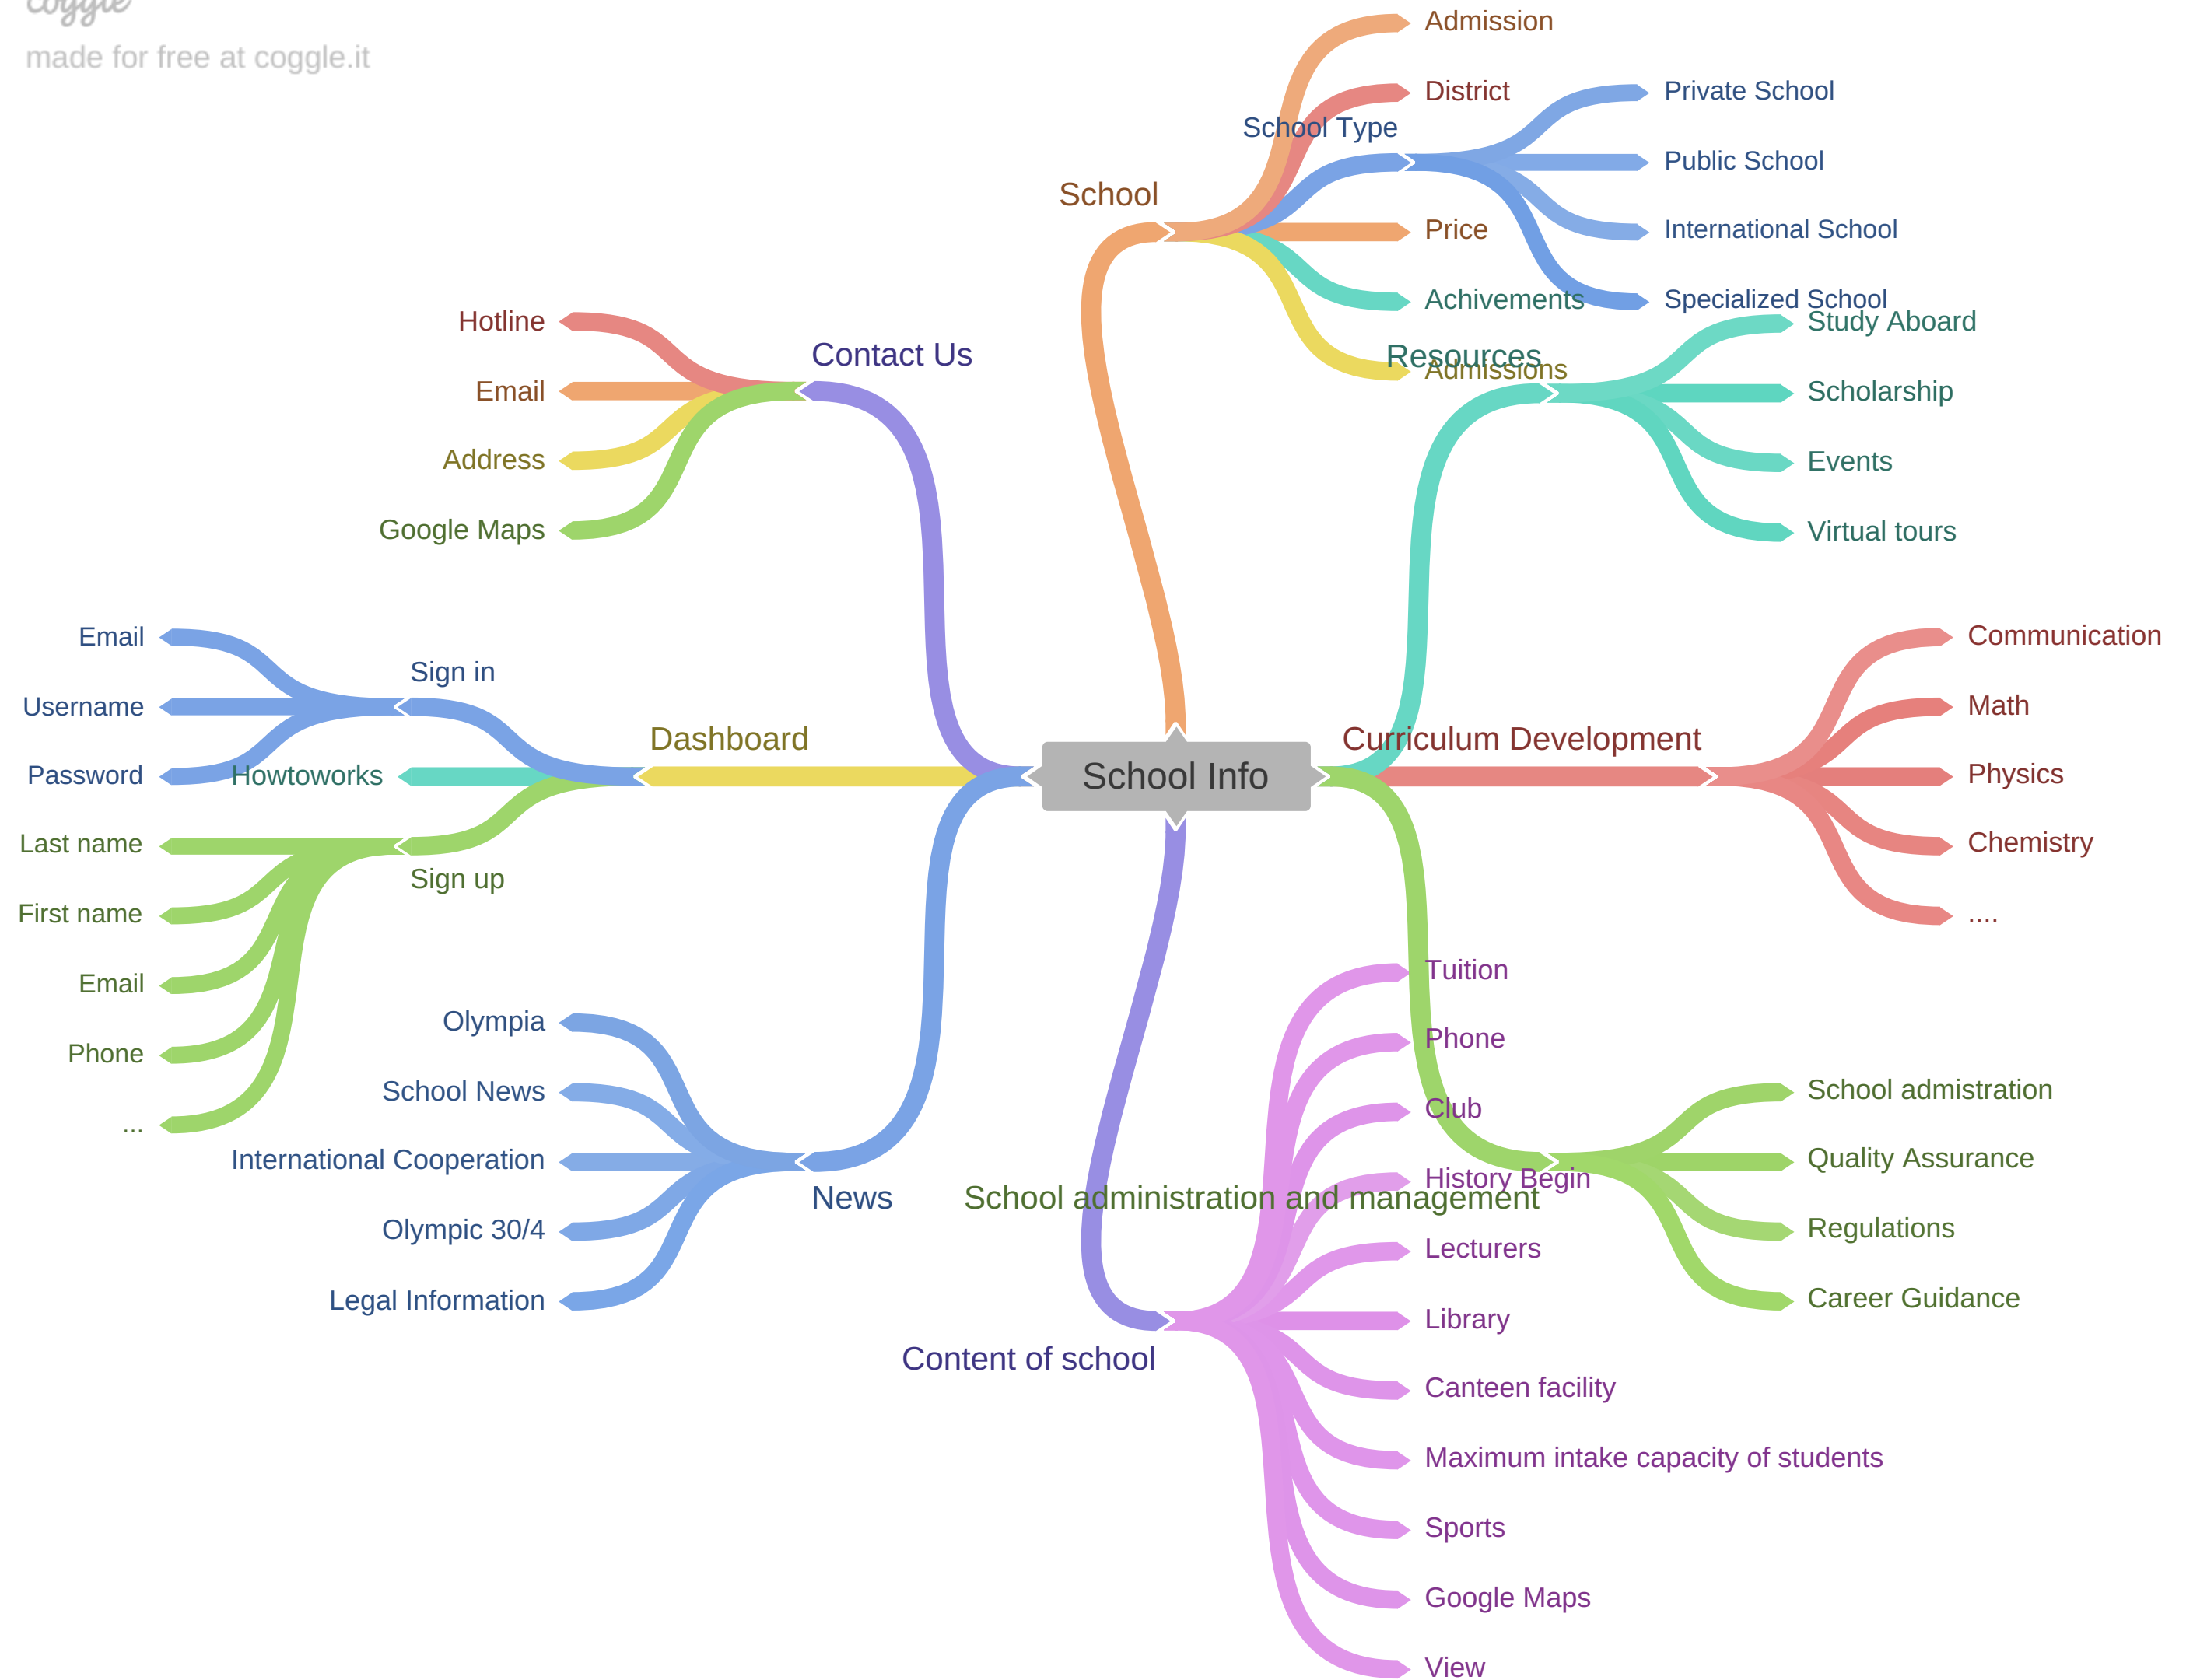 coggle
made for free at coggle.it
School
Admission
District
School Type
Private School
Public School
International School
Specialized School
Price
Achivements
Admissions
Resources
Study Aboard
Scholarship
Events
Virtual tours
Contact Us
Hotline
Email
Address
Google Maps
Dashboard
Sign in
Email
Username
Password
Howtoworks
Sign up
Last name
First name
Email
Phone
...
School Info
Curriculum Development
Communication
Math
Physics
Chemistry
....
News
Olympia
School News
International Cooperation
Olympic 30/4
Legal Information
School administration and management
School admistration
Quality Assurance
Regulations
Career Guidance
Content of school
Tuition
Phone
Club
History Begin
Lecturers
Library
Canteen facility
Maximum intake capacity of students
Sports
Google Maps
View